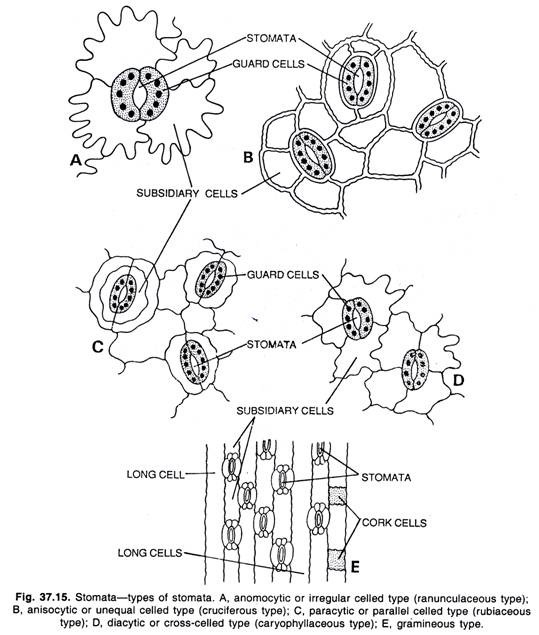 STOMATA
GUARD CELLS
A
B
SUBSIDIARY CELLS
GUARD CELLS
C
STOMATA
D
SUBSIDIARY CELLS
LONG CELL
STOMATA
CORK CELLS
LONG CELLS
E
Fig. 37.15. Stomata—types of stomata. A, anomocytic or irregular celled type (ranunculaceous type);
B, anisocytic or unequal celled type (cruciferous type); C, paracytic or parallel celled type (rubiaceous
type); D, diacytic or cross-celled type (caryophyllaceous type); E, gramineous type.